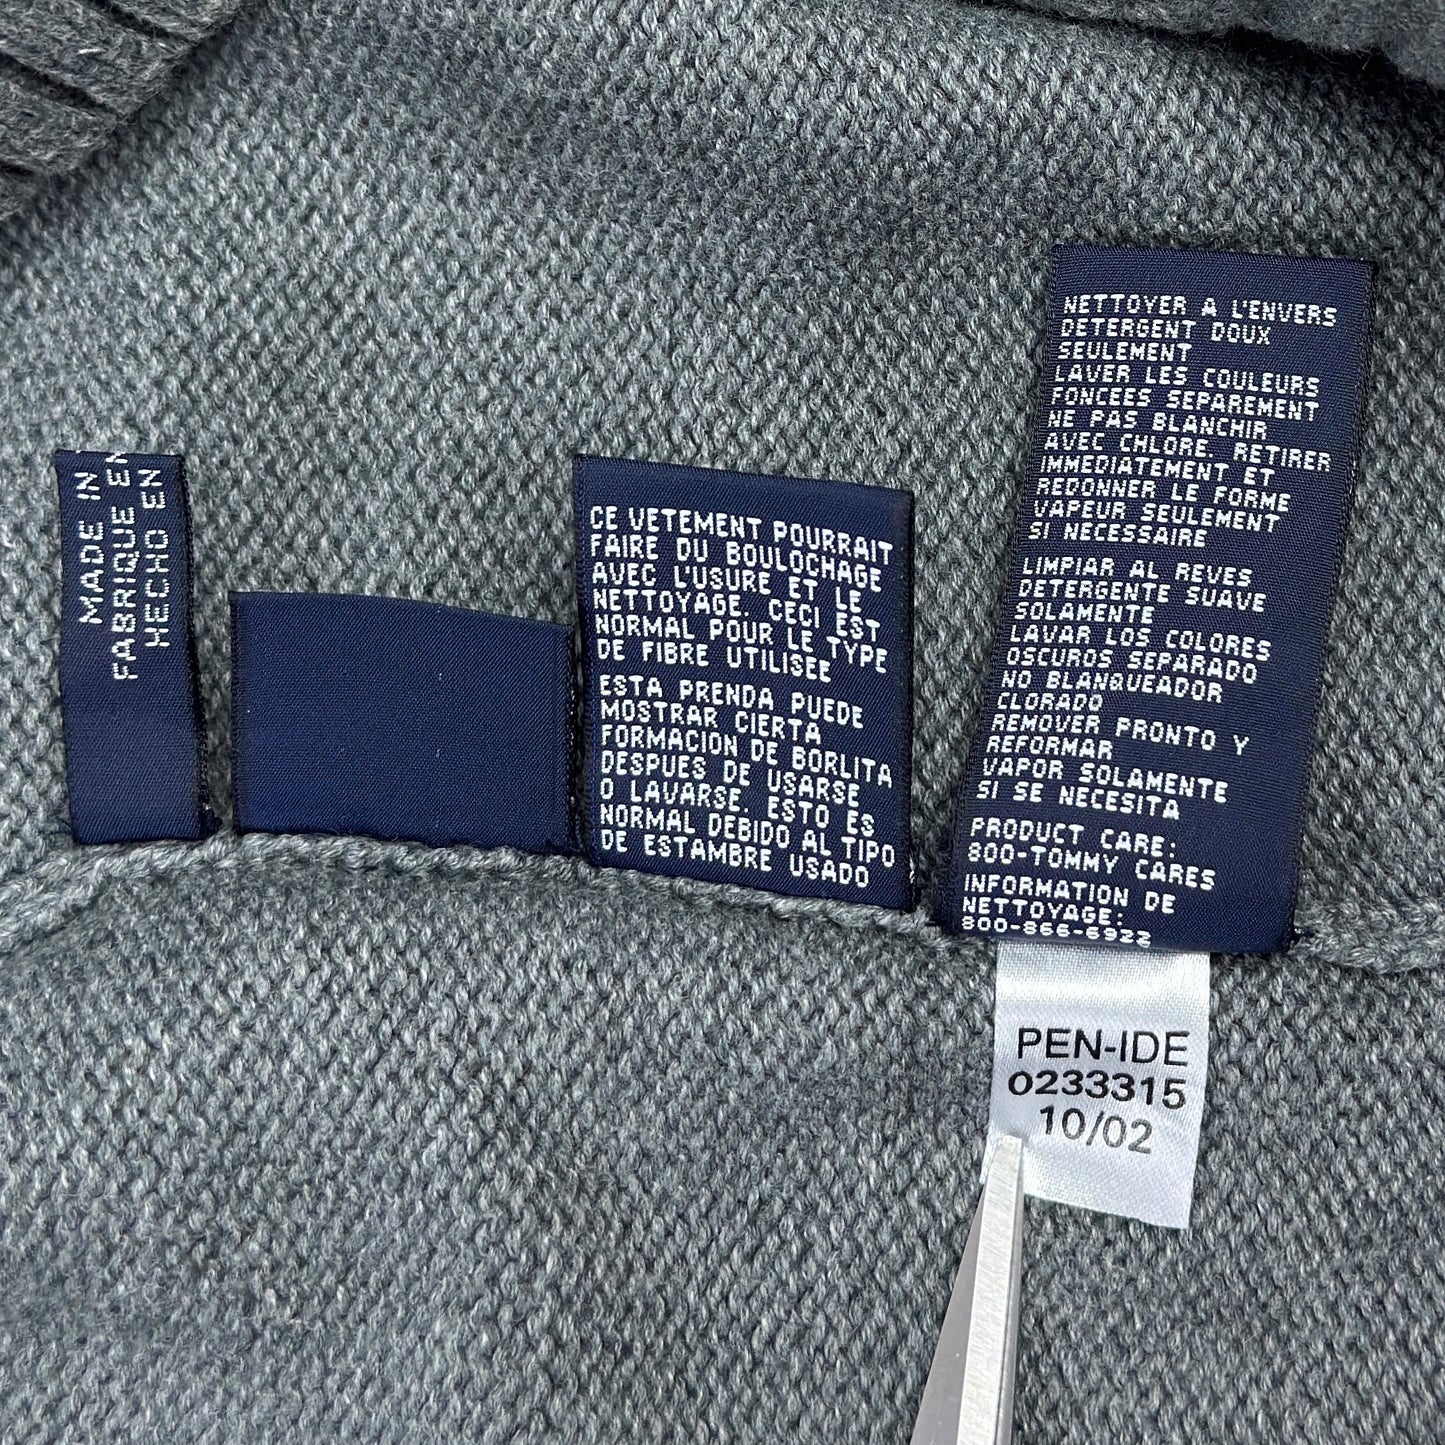 MADE IN
FABRIQUE EN
HECHO EN
CE VETEMENT POURRAIT
FAIRE DU BOULOCHAGE
AVEC L'USURE ET LE
NETTOYAGE. CECI EST
NORMAL POUR LE TYPE
DE FIBRE UTILISEE
ESTA PRENDA PUEDE
MOSTRAR CIERTA
FORMACION DE BORLITA
DESPUES DE USARSE
O LAVARSE. ESTO ES
NORMAL DEBIDO AL TIPO
DE ESTAMBRE USADO
NETTOYER A L'ENVERS
DETERGENT DOUX
SEULEMENT
LAVER LES COULEURS
FONCEES SEPAREMENT
NE PAS BLANCHIR
AVEC CHLORE. RETIRER
IMMEDIATEMENT ET
REDONNER LE FORME
VAPEUR SEULEMENT
SI NECESSAIRE
LIMPIAR AL REVES
DETERGENTE SUAVE
SOLAMENTE
LAVAR LOS COLORES
OSCUROS SEPARADO
NO BLANQUEADOR
CLORADO
REMOVER PRONTO Y
REFORMAR
VAPOR SOLAMENTE
SI SE NECESITA
PRODUCT CARE:
800-TOMMY CARES
INFORMATION DE
NETTOYAGE:
800-866-6922
PEN-IDE
0233315
10/02